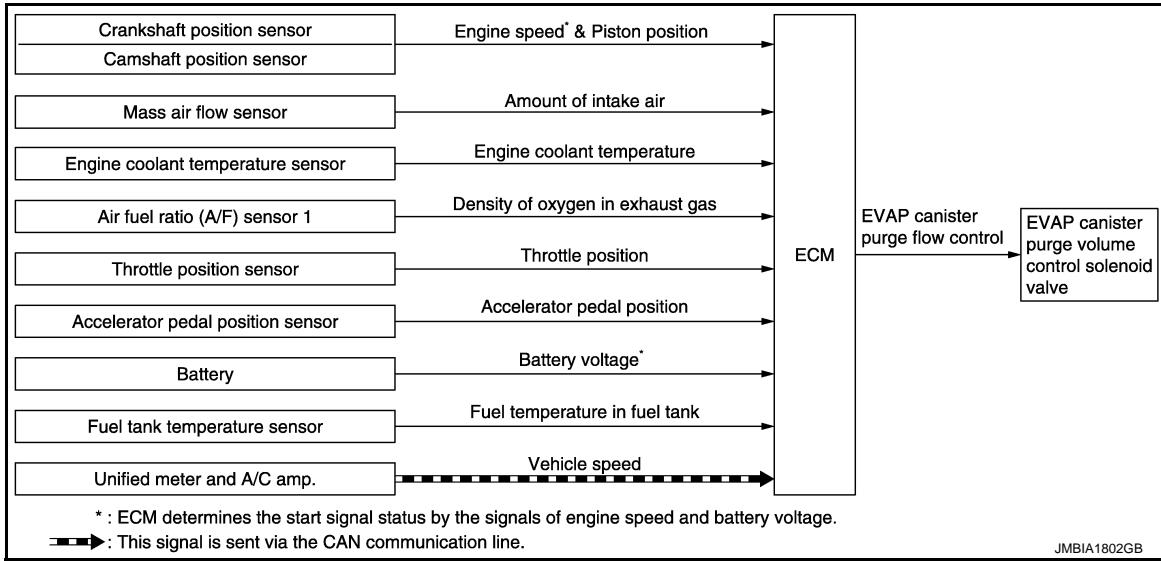 Crankshaft position sensor
Camshaft position sensor
Engine speed* & Piston position
Mass air flow sensor
Amount of intake air
Engine coolant temperature sensor
Engine coolant temperature
Air fuel ratio (A/F) sensor 1
Density of oxygen in exhaust gas
Throttle position sensor
Throttle position
Accelerator pedal position sensor
Accelerator pedal position
Battery
Battery voltage*
Fuel tank temperature sensor
Fuel temperature in fuel tank
Unified meter and A/C amp.
Vehicle speed
ECM
EVAP canister
purge flow control
EVAP canister
purge volume
control solenoid
valve
* : ECM determines the start signal status by the signals of engine speed and battery voltage.
: This signal is sent via the CAN communication line.
JMBIA1802GB